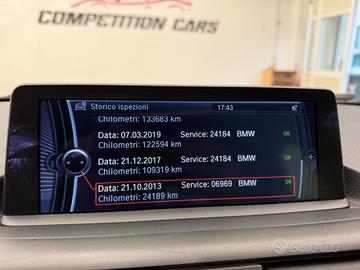 COMPETITION CARS
Storico ispezioni
17:43
Chilometri: 133683 km
Data: 07.03.2019 Service: 24184 BMW OK
Chilometri: 122594 km
Data: 21.12.2017 Service: 24184 BMW OK
Chilometri: 109319 km
Data: 21.10.2013 Service: 06969 BMW OK
Chilometri: 24189 km
subito